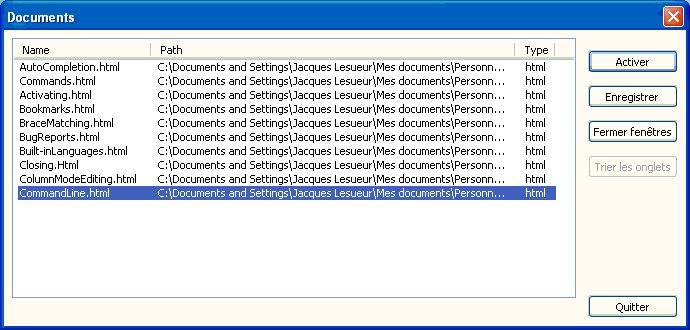 Documents
Name Path Type
AutoCompletion.html C:\Documents and Settings\Jacques Lesueur\Mes documents\Personn... html
Commands.html C:\Documents and Settings\Jacques Lesueur\Mes documents\Personn... html
Activating.html C:\Documents and Settings\Jacques Lesueur\Mes documents\Personn... html
Bookmarks.html C:\Documents and Settings\Jacques Lesueur\Mes documents\Personn... html
BraceMatching.html C:\Documents and Settings\Jacques Lesueur\Mes documents\Personn... html
BugReports.html C:\Documents and Settings\Jacques Lesueur\Mes documents\Personn... html
Built-inLanguages.html C:\Documents and Settings\Jacques Lesueur\Mes documents\Personn... html
Closing.Html C:\Documents and Settings\Jacques Lesueur\Mes documents\Personn... html
ColumnModeEditing.html C:\Documents and Settings\Jacques Lesueur\Mes documents\Personn... html
CommandLine.html C:\Documents and Settings\Jacques Lesueur\Mes documents\Personn... html
Activer
Enregistrer
Fermer fenêtres
Trier les onglets
Quitter